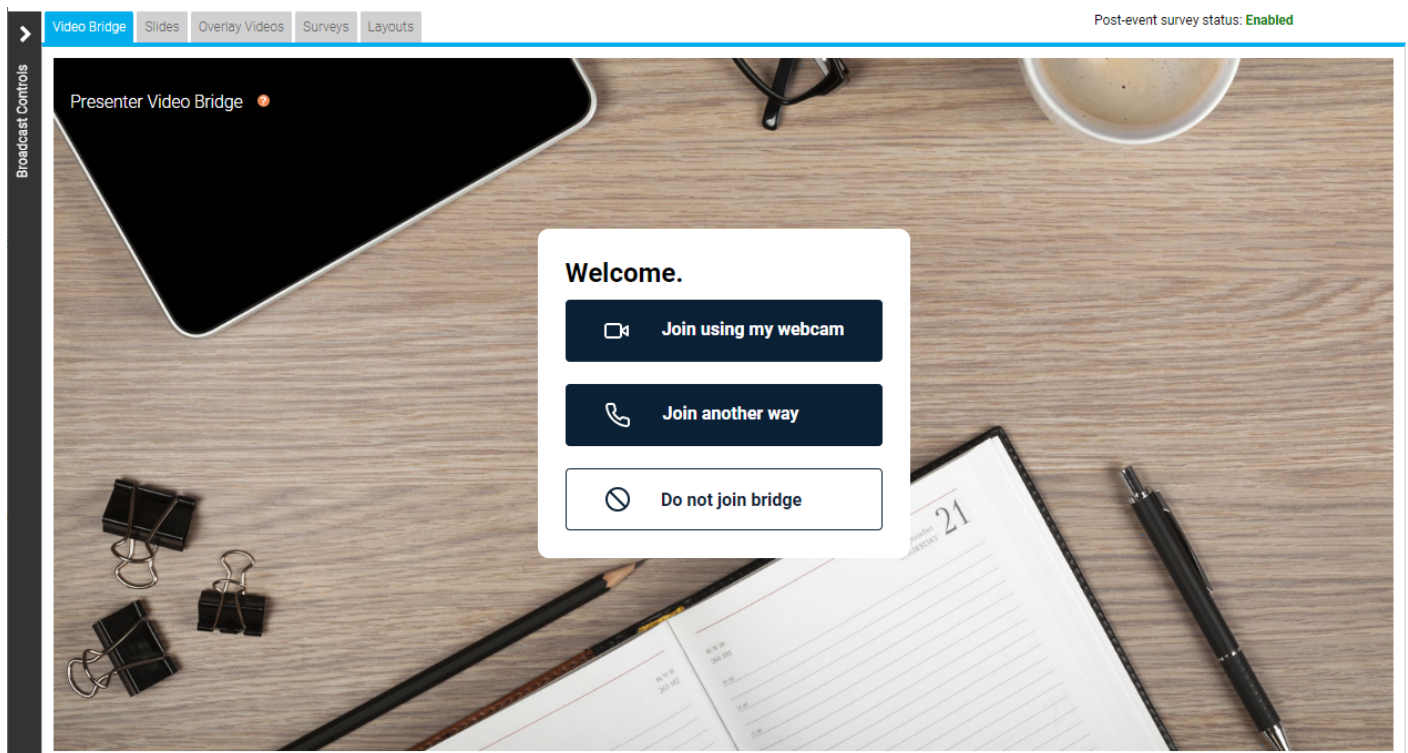 Video Bridge
Slides
Overlay Videos
Surveys
Layouts
Post-event survey status: Enabled
Broadcast Controls
Presenter Video Bridge ?
Welcome.
Join using my webcam
Join another way
Do not join bridge
21